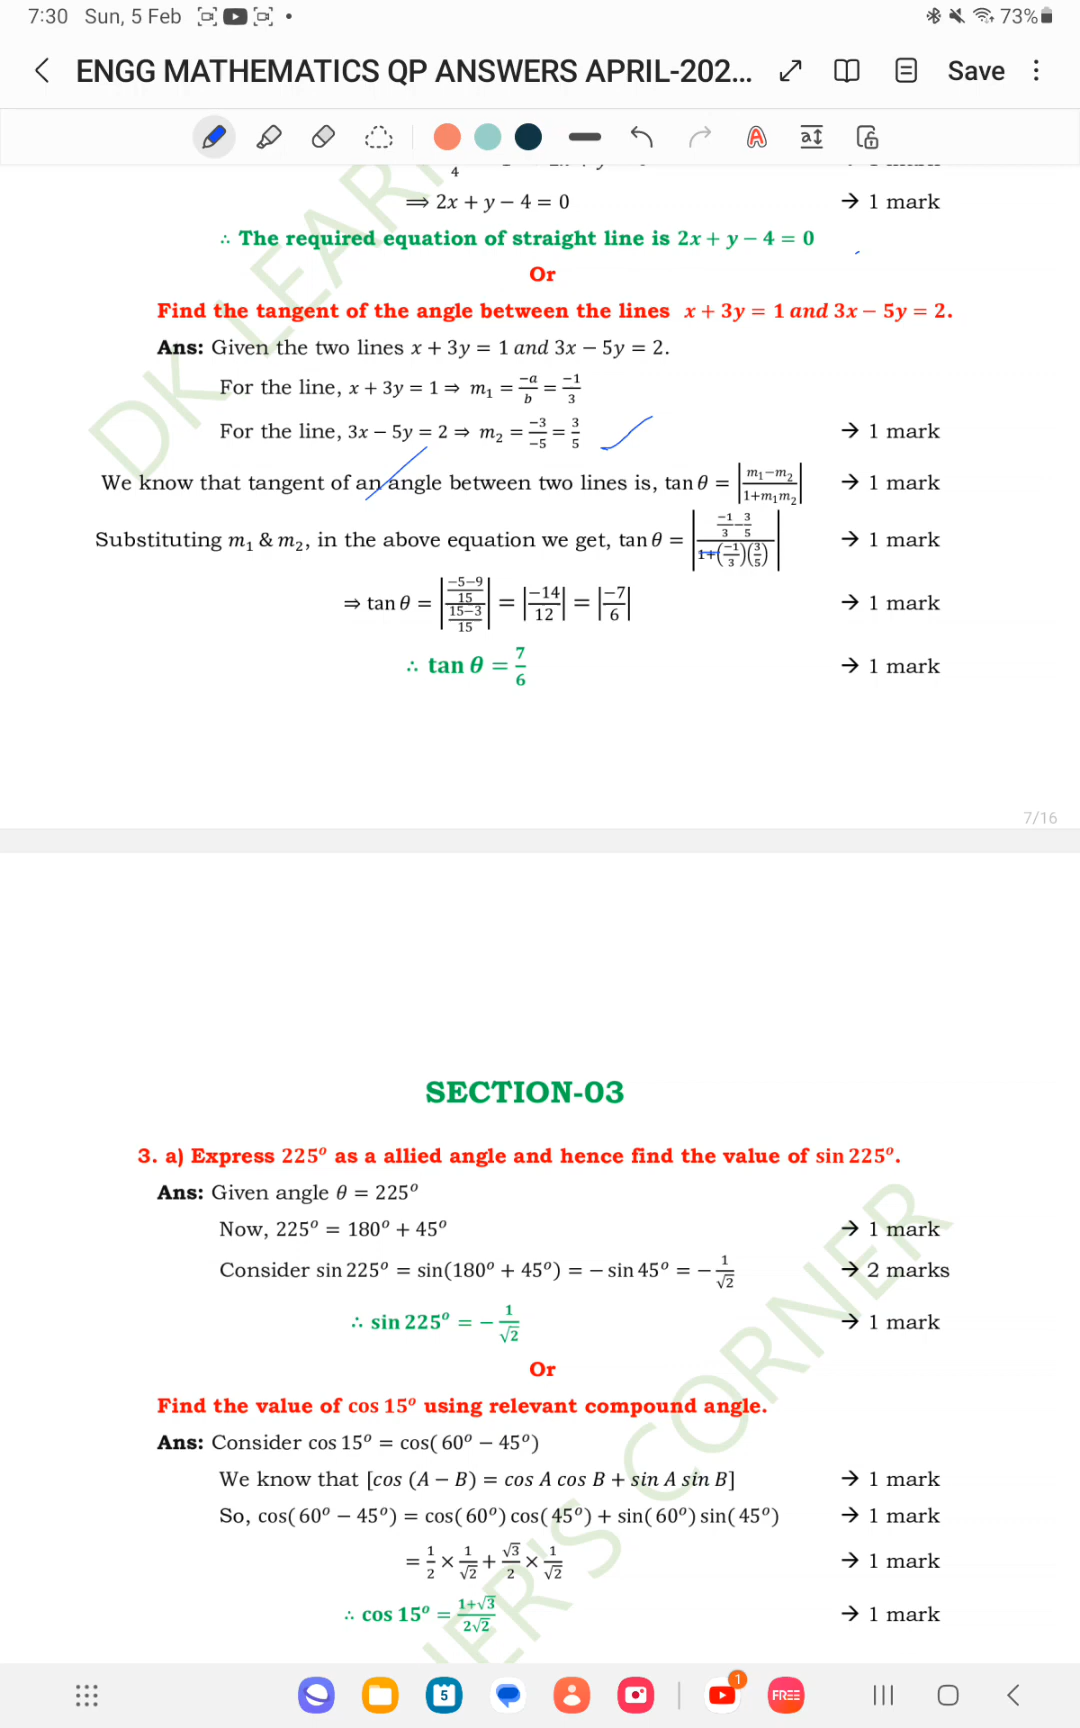 7:30 Sun, 5 Feb
73%
ENGG MATHEMATICS QP ANSWERS APRIL-202...
Save
⟹ 2x + y − 4 = 0 → 1 mark
∴ The required equation of straight line is 2x + y − 4 = 0
Or
Find the tangent of the angle between the lines x + 3y = 1 and 3x − 5y = 2.
Ans: Given the two lines x + 3y = 1 and 3x − 5y = 2.
For the line, x + 3y = 1 ⇒ m₁ = −a/b = −1/3
For the line, 3x − 5y = 2 ⇒ m₂ = −3/−5 = 3/5 → 1 mark
We know that tangent of an angle between two lines is, tan θ = |(m₁−m₂)/(1+m₁m₂)| → 1 mark
Substituting m₁ & m₂, in the above equation we get, tan θ = |(−1/3 − 3/5)/(1+(−1/3)(3/5))| → 1 mark
⇒ tan θ = |((−5−9)/15)/((15−3)/15)| = |−14/12| = |−7/6| → 1 mark
∴ tan θ = 7/6 → 1 mark
7/16
SECTION-03
3. a) Express 225° as a allied angle and hence find the value of sin 225°.
Ans: Given angle θ = 225°
Now, 225° = 180° + 45° → 1 mark
Consider sin 225° = sin(180° + 45°) = − sin 45° = − 1/√2 → 2 marks
∴ sin 225° = − 1/√2 → 1 mark
Or
Find the value of cos 15° using relevant compound angle.
Ans: Consider cos 15° = cos( 60° − 45°)
We know that [cos (A − B) = cos A cos B + sin A sin B] → 1 mark
So, cos( 60° − 45°) = cos( 60°) cos( 45°) + sin( 60°) sin( 45°) → 1 mark
= 1/2 × 1/√2 + √3/2 × 1/√2 → 1 mark
∴ cos 15° = (1+√3)/(2√2) → 1 mark
5
1
FREE